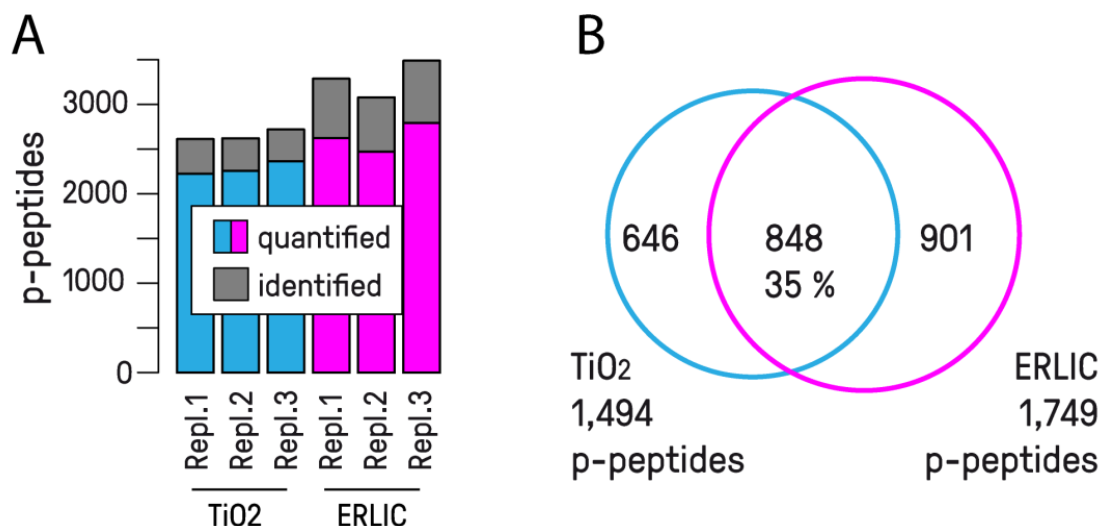 A
p-peptides
3000
2000
1000
0
quantified
identified
Repl.1
Repl.2
Repl.3
Repl.1
Repl.2
Repl.3
TiO2
ERLIC
B
646
848
35 %
901
TiO2
1,494
p-peptides
ERLIC
1,749
p-peptides